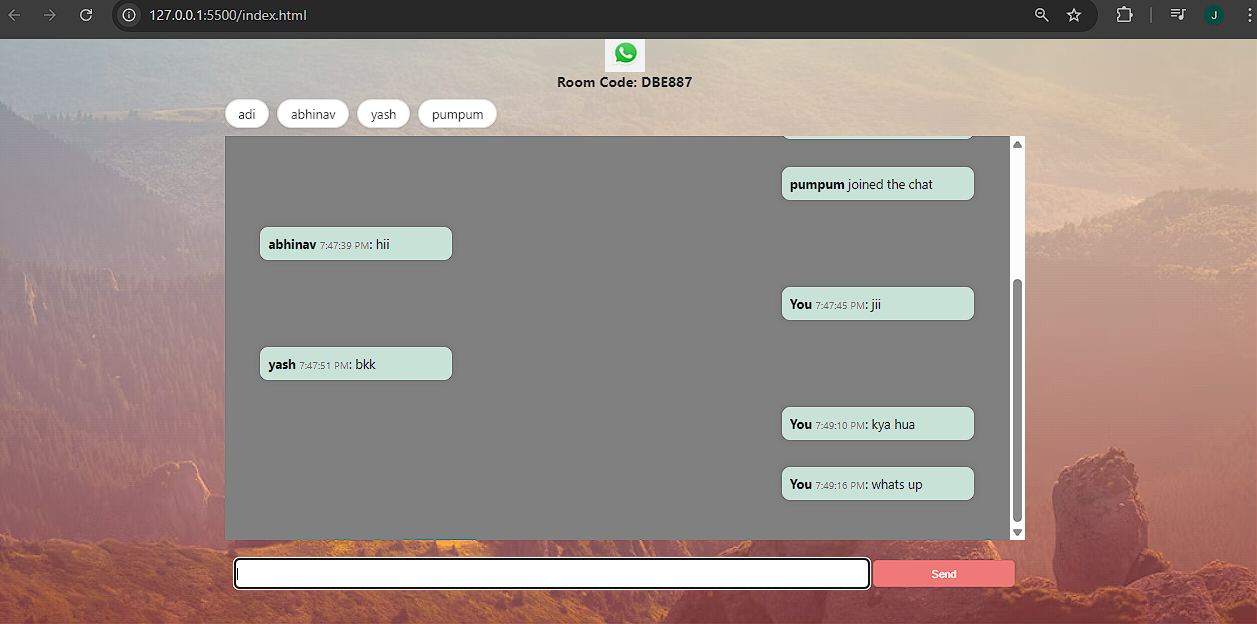 127.0.0.1:5500/index.html
J
Room Code: DBE887
adi abhinav yash pumpum
pumpum joined the chat
abhinav 7:47:39 PM: hii
You 7:47:45 PM: jii
yash 7:47:51 PM: bkk
You 7:49:10 PM: kya hua
You 7:49:16 PM: whats up
Send